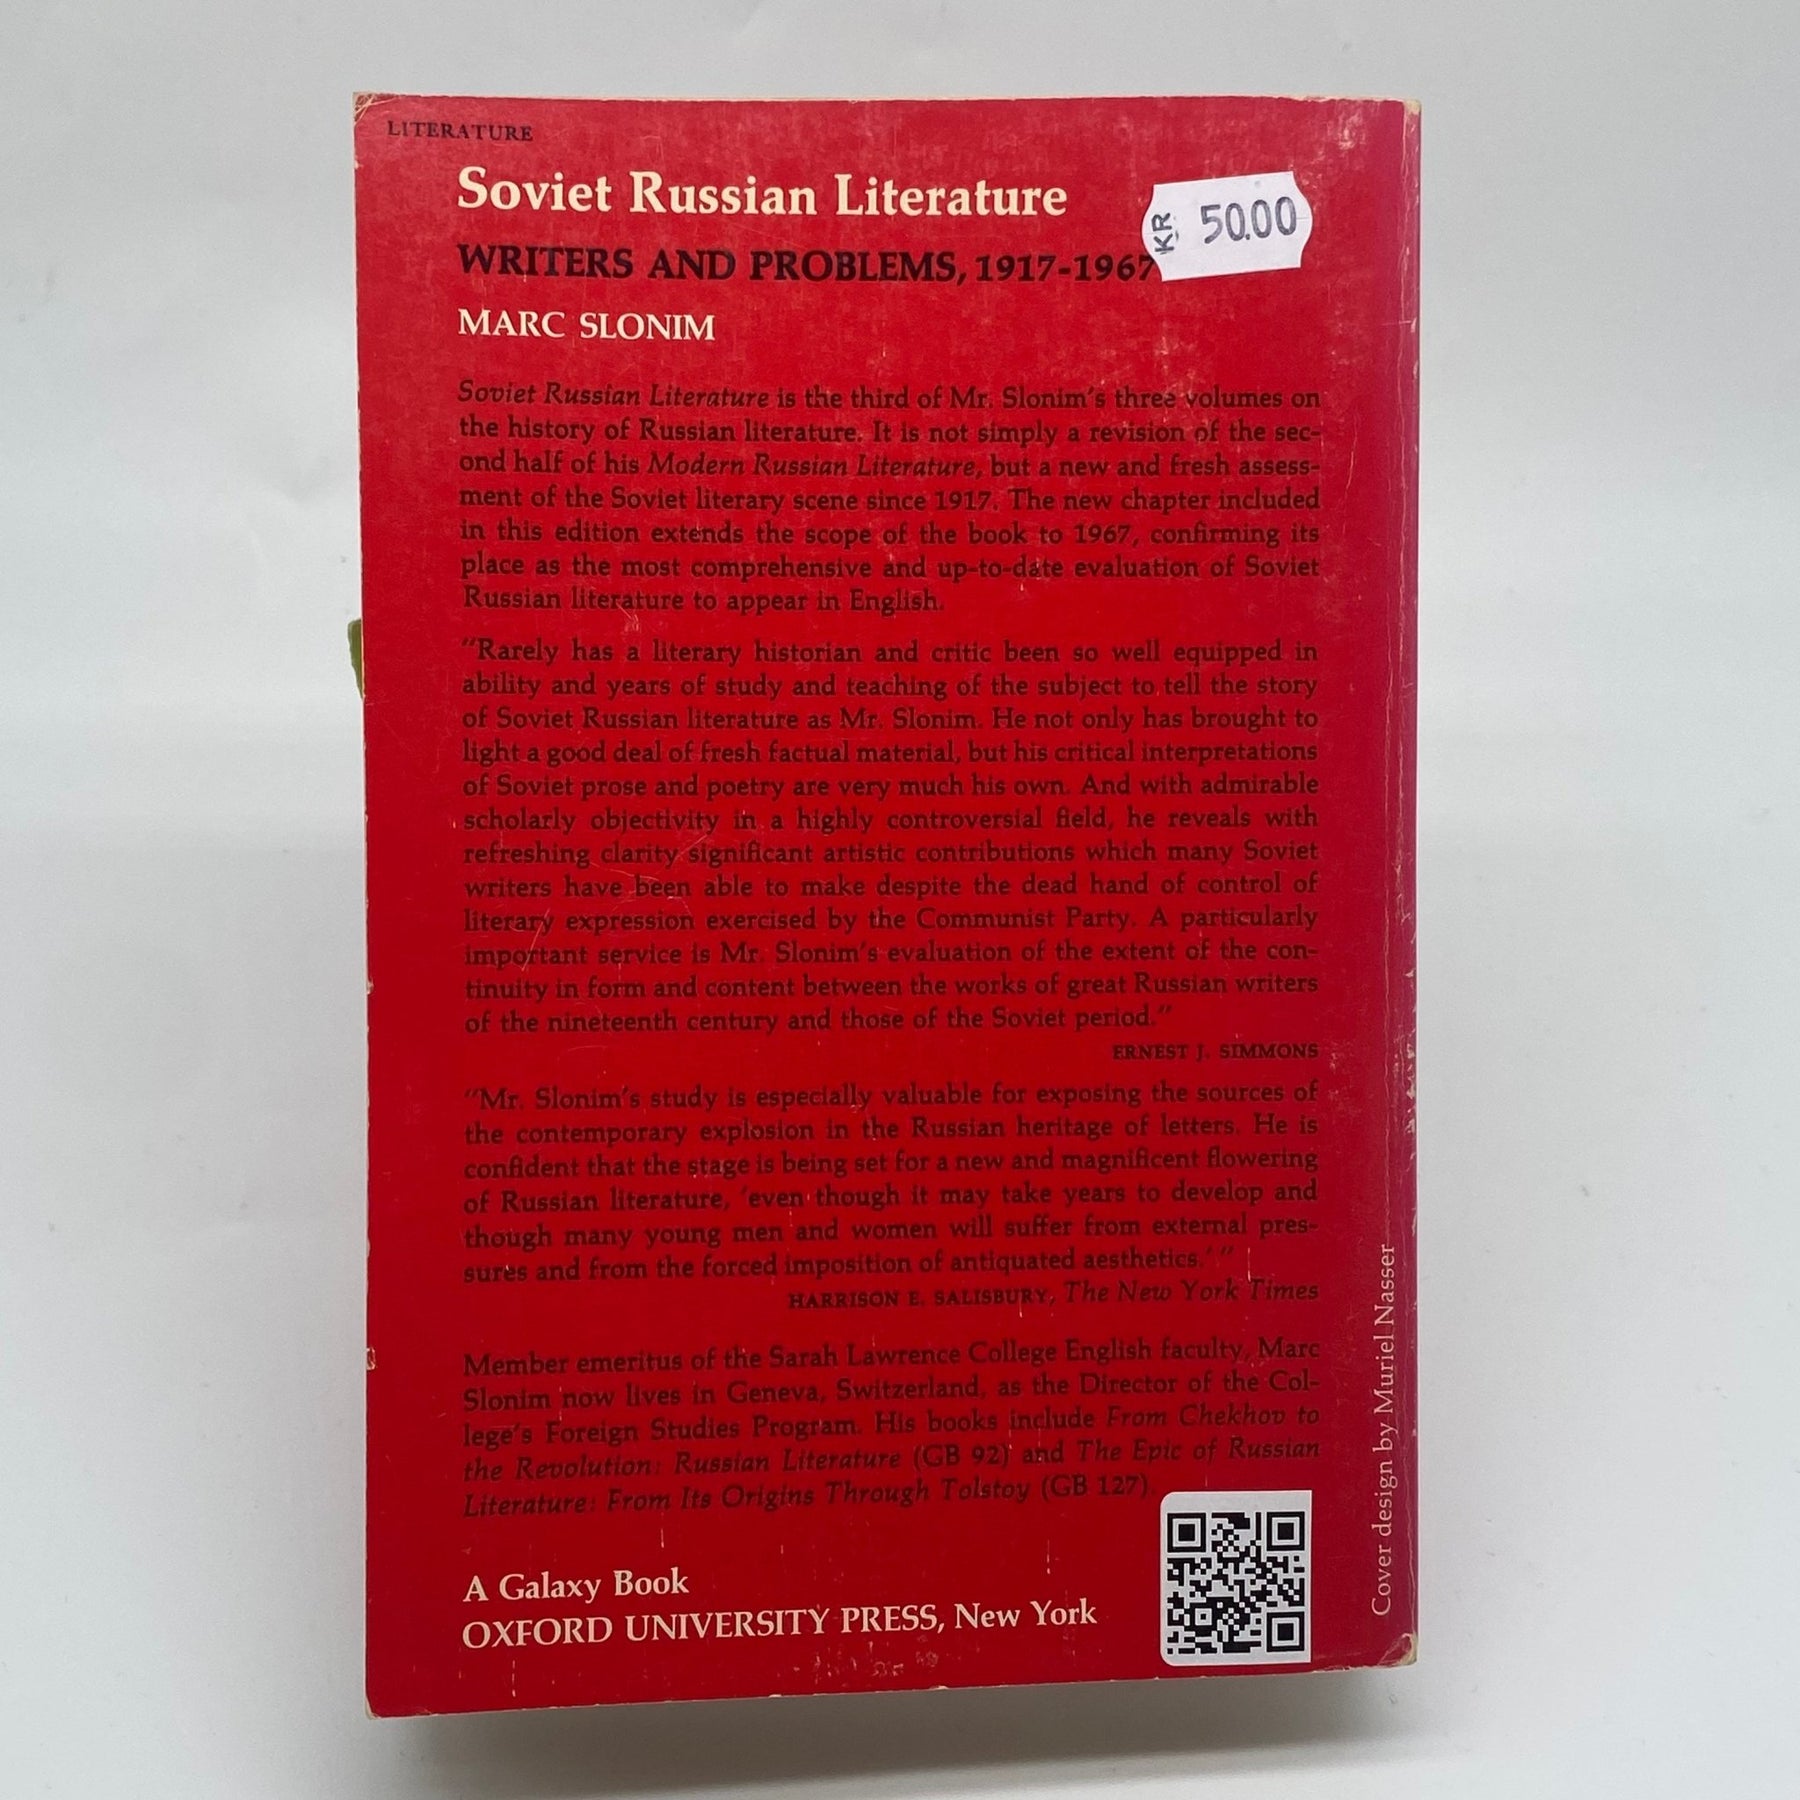 LITERATURE
Soviet Russian Literature
WRITERS AND PROBLEMS, 1917-1967
KR 50.00
MARC SLONIM
Soviet Russian Literature is the third of Mr. Slonim's three volumes on
the history of Russian literature. It is not simply a revision of the sec-
ond half of his Modern Russian Literature, but a new and fresh assess-
ment of the Soviet literary scene since 1917. The new chapter included
in this edition extends the scope of the book to 1967, confirming its
place as the most comprehensive and up-to-date evaluation of Soviet
Russian literature to appear in English.
"Rarely has a literary historian and critic been so well equipped in
ability and years of study and teaching of the subject to tell the story
of Soviet Russian literature as Mr. Slonim. He not only has brought to
light a good deal of fresh factual material, but his critical interpretations
of Soviet prose and poetry are very much his own. And with admirable
scholarly objectivity in a highly controversial field, he reveals with
refreshing clarity significant artistic contributions which many Soviet
writers have been able to make despite the dead hand of control of
literary expression exercised by the Communist Party. A particularly
important service is Mr. Slonim's evaluation of the extent of the con-
tinuity in form and content between the works of great Russian writers
of the nineteenth century and those of the Soviet period."
ERNEST J. SIMMONS
"Mr. Slonim's study is especially valuable for exposing the sources of
the contemporary explosion in the Russian heritage of letters. He is
confident that the stage is being set for a new and magnificent flowering
of Russian literature, 'even though it may take years to develop and
though many young men and women will suffer from external pres-
sures and from the forced imposition of antiquated aesthetics.' "
HARRISON E. SALISBURY, The New York Times
Member emeritus of the Sarah Lawrence College English faculty, Marc
Slonim now lives in Geneva, Switzerland, as the Director of the Col-
lege's Foreign Studies Program. His books include From Chekhov to
the Revolution: Russian Literature (GB 92) and The Epic of Russian
Literature: From Its Origins Through Tolstoy (GB 127).
A Galaxy Book
OXFORD UNIVERSITY PRESS, New York
Cover design by Muriel Nasser